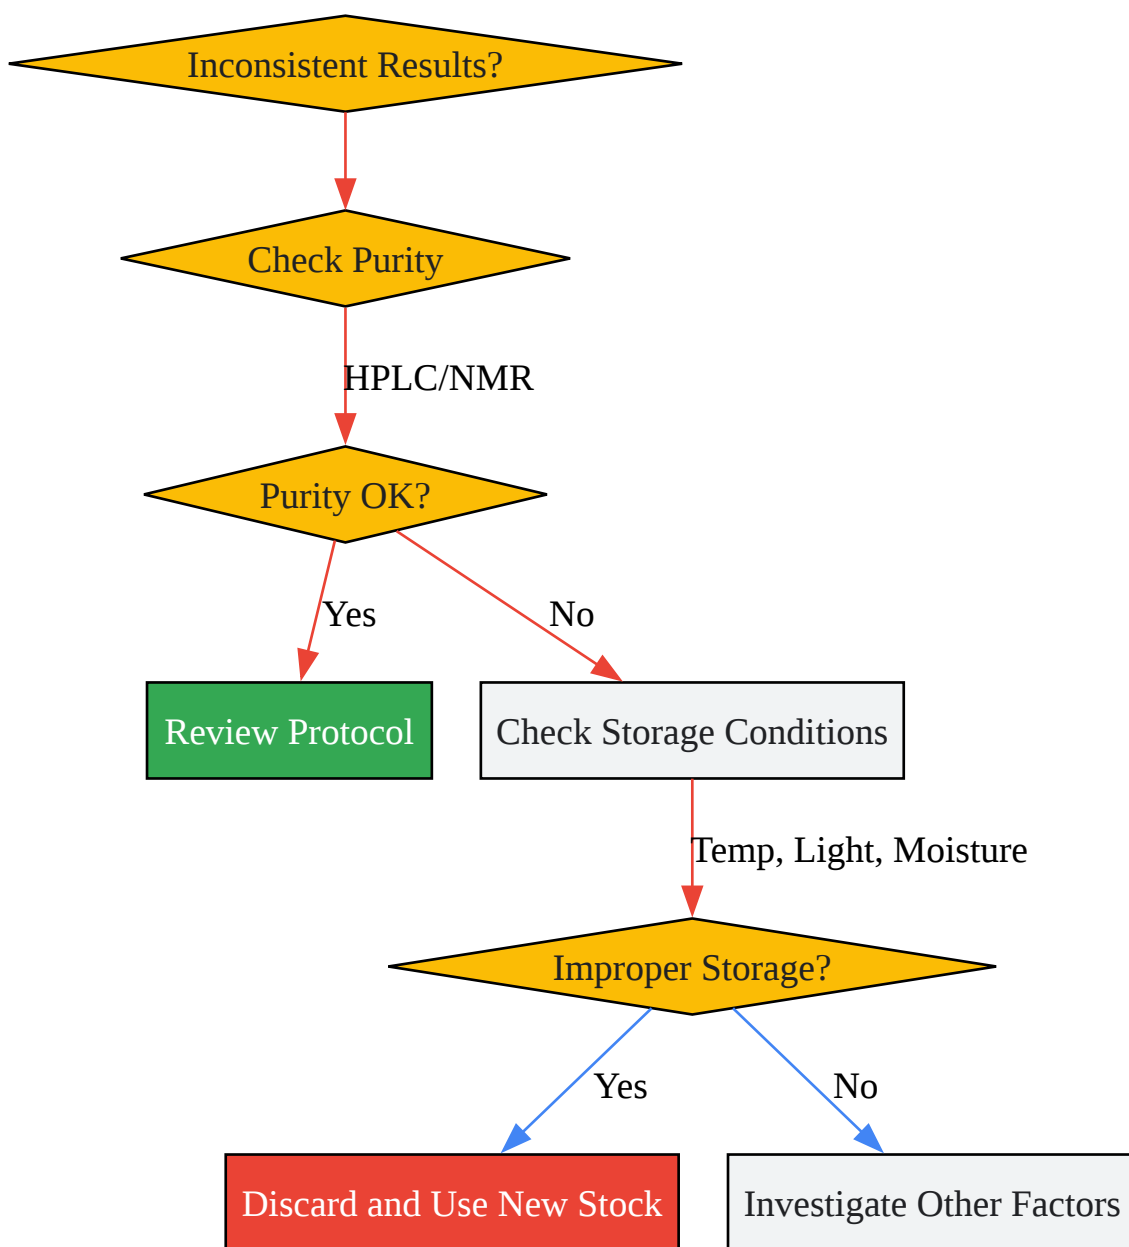 Inconsistent Results?
Check Purity
HPLC/NMR
Purity OK?
Yes
No
Review Protocol
Check Storage Conditions
Temp, Light, Moisture
Improper Storage?
Yes
No
Discard and Use New Stock
Investigate Other Factors